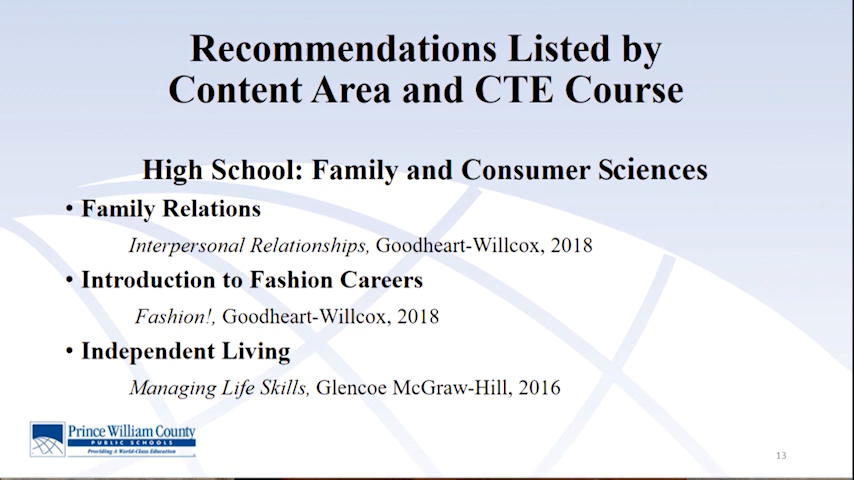 Recommendations Listed by
Content Area and CTE Course
High School: Family and Consumer Sciences
• Family Relations
Interpersonal Relationships, Goodheart-Willcox, 2018
• Introduction to Fashion Careers
Fashion!, Goodheart-Willcox, 2018
• Independent Living
Managing Life Skills, Glencoe McGraw-Hill, 2016
Prince William County
PUBLIC SCHOOLS
Providing A World-Class Education
13